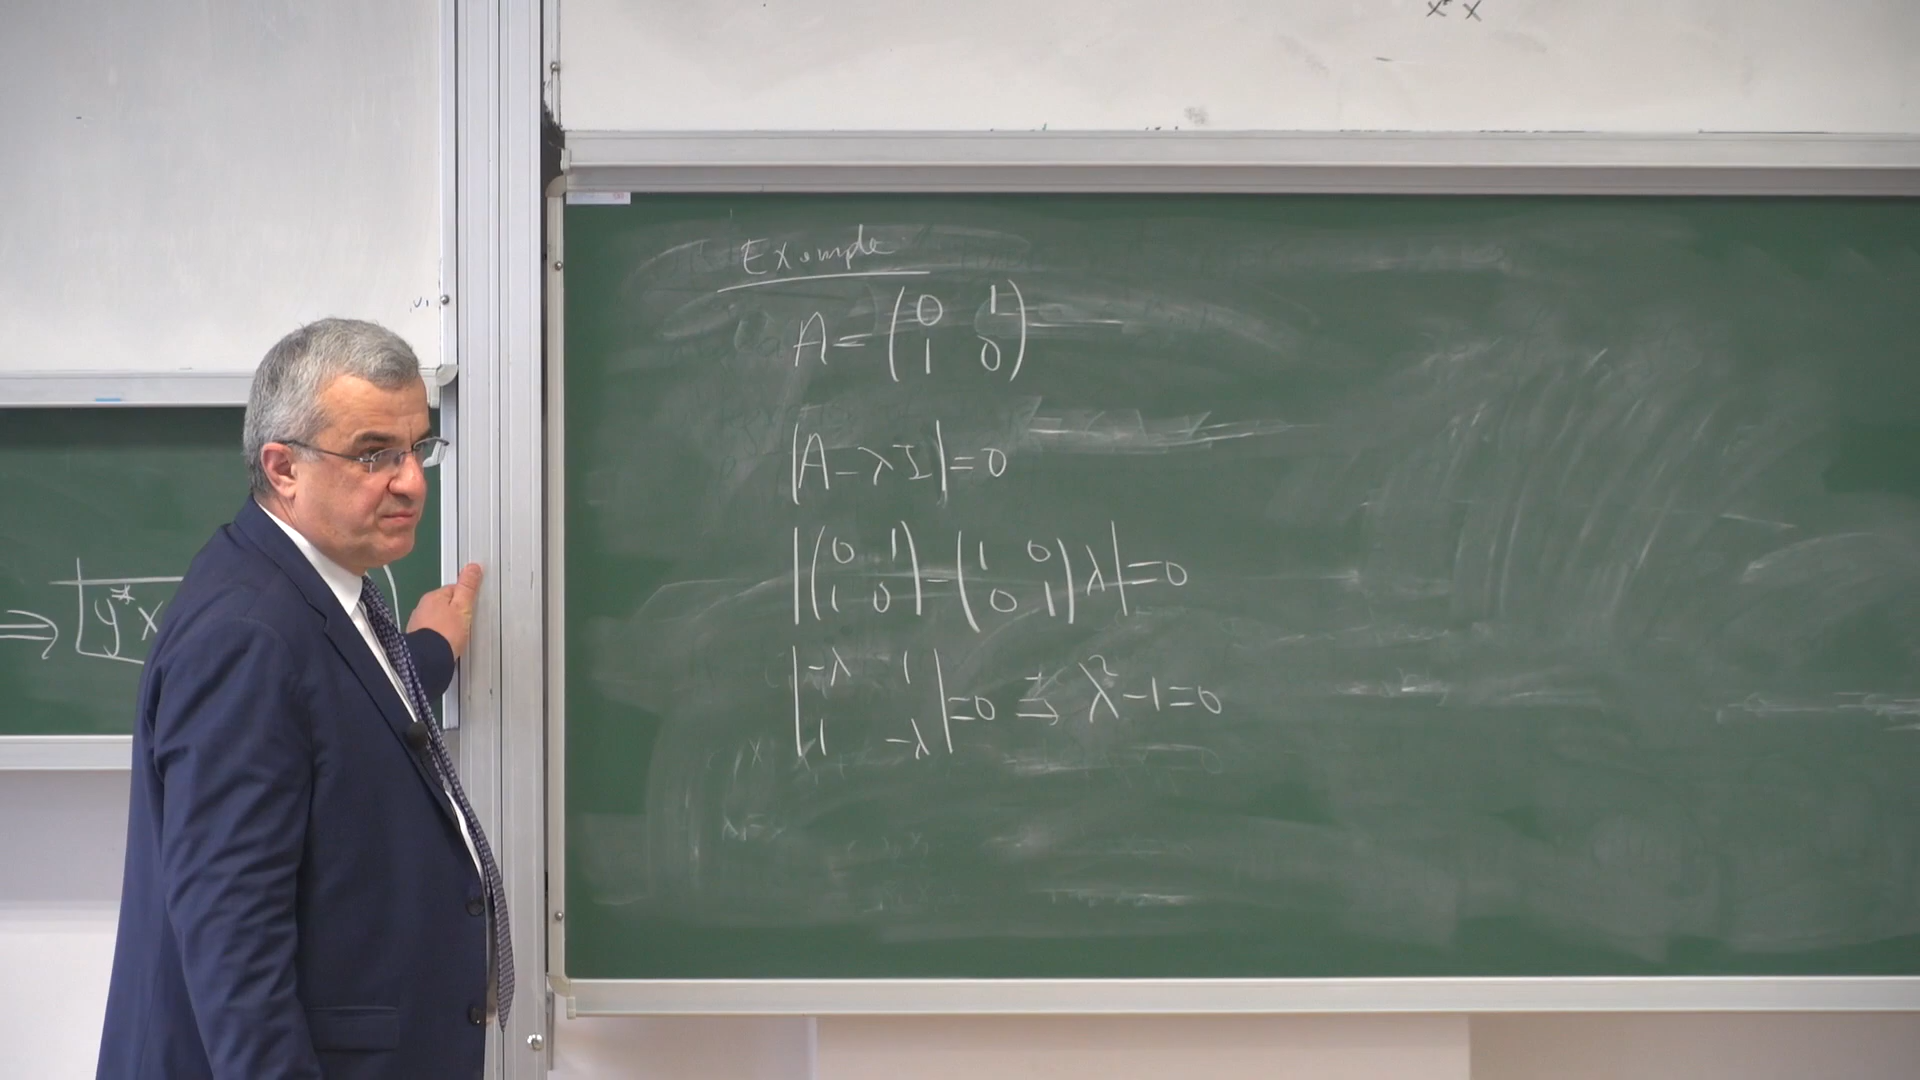 x* x
⇒ y*x
Example
A = (0 1
1 0)
|A - λI| = 0
|(0 1
1 0) - (1 0
0 1) λ| = 0
|-λ 1
1 -λ| = 0 ⇒ λ² - 1 = 0